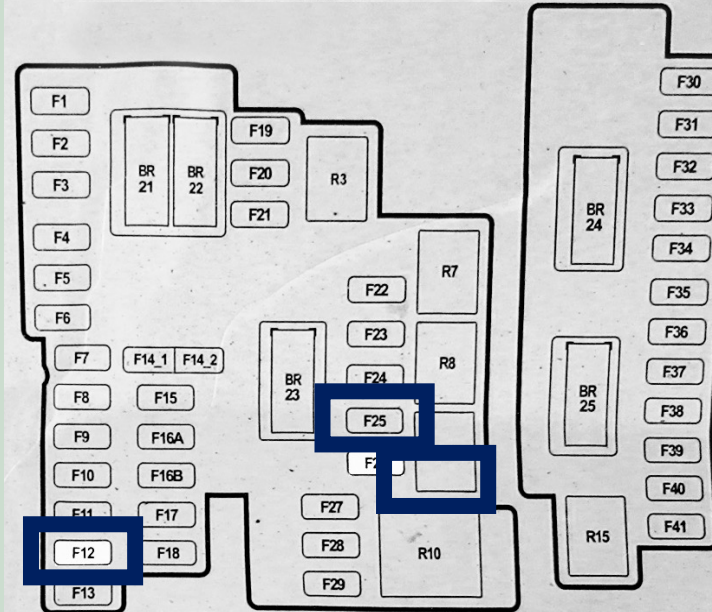 F1
F2
F3
F4
F5
F6
F7
F8
F9
F10
F11
F12
F13
F14_1 F14_2
F15
F16A
F16B
F17
F18
BR
21
BR
22
F19
F20
F21
R3
F22
F23
F24
F25
R7
R8
BR
23
F27
F28
F29
R10
BR
24
BR
25
R15
F30
F31
F32
F33
F34
F35
F36
F37
F38
F39
F40
F41